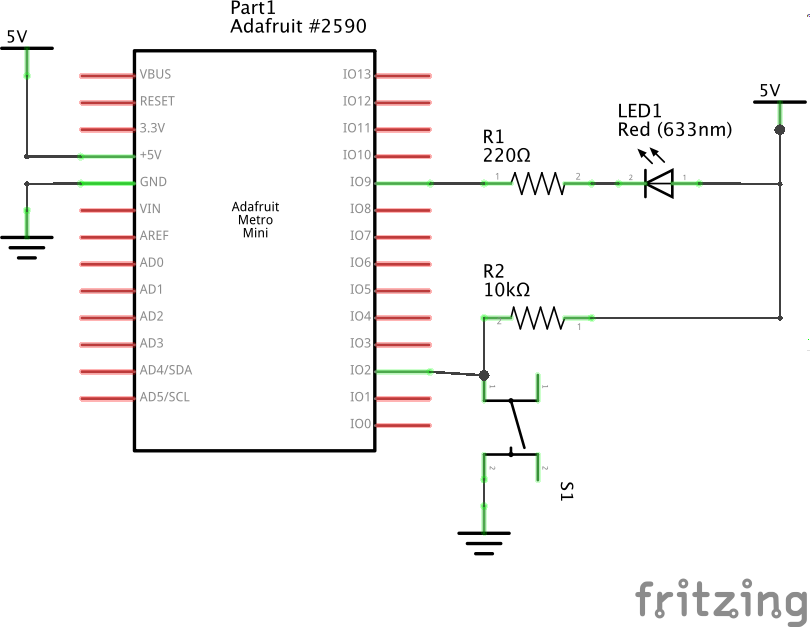 Part1
Adafruit #2590
5V
VBUS
RESET
3.3V
+5V
GND
VIN
AREF
AD0
AD1
AD2
AD3
AD4/SDA
AD5/SCL
Adafruit
Metro
Mini
IO13
IO12
IO11
IO10
IO9
IO8
IO7
IO6
IO5
IO4
IO3
IO2
IO1
IO0
R1
220Ω
1 2
LED1
Red (633nm)
2 1
5V
R2
10kΩ
2 1
1 1
2 2
S1
fritzing